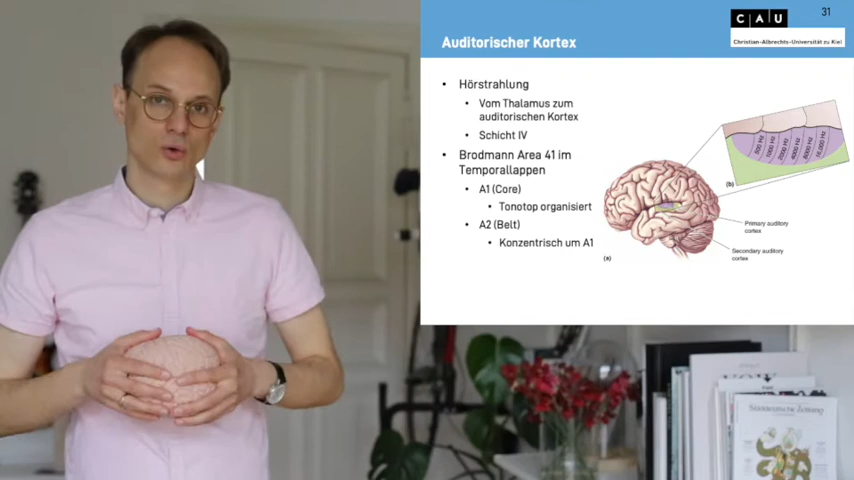 31
C A U
Christian-Albrechts-Universität zu Kiel
Auditorischer Kortex
• Hörstrahlung
• Vom Thalamus zum
auditorischen Kortex
• Schicht IV
• Brodmann Area 41 im
Temporallappen
• A1 (Core)
• Tonotop organisiert
• A2 (Belt)
• Konzentrisch um A1
500 Hz
1000 Hz
2000 Hz
4000 Hz
8000 Hz
16,000 Hz
(b)
Primary auditory
cortex
Secondary auditory
cortex
(a)
Süddeutsche Zeitung